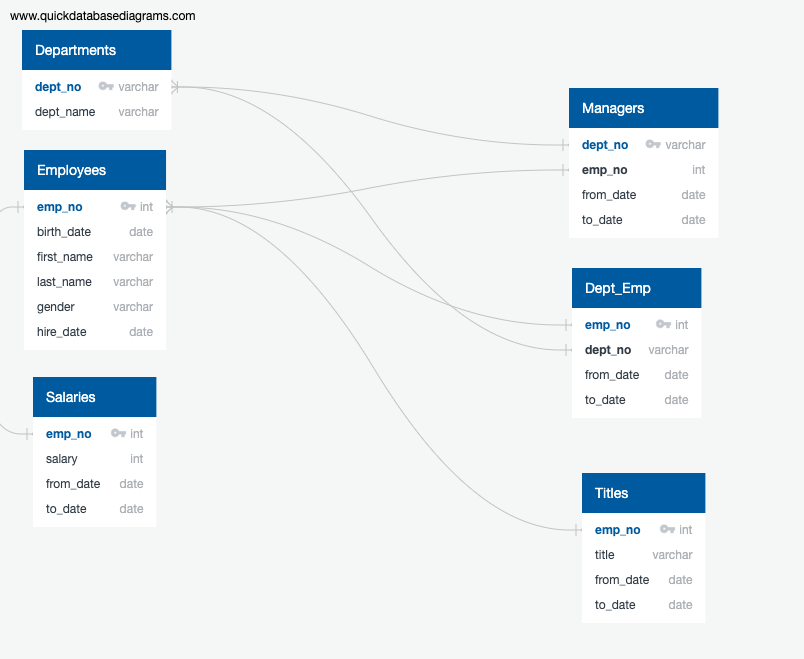 www.quickdatabasediagrams.com
Departments
dept_no varchar
dept_name varchar
Employees
emp_no int
birth_date date
first_name varchar
last_name varchar
gender varchar
hire_date date
Salaries
emp_no int
salary int
from_date date
to_date date
Managers
dept_no varchar
emp_no int
from_date date
to_date date
Dept_Emp
emp_no int
dept_no varchar
from_date date
to_date date
Titles
emp_no int
title varchar
from_date date
to_date date